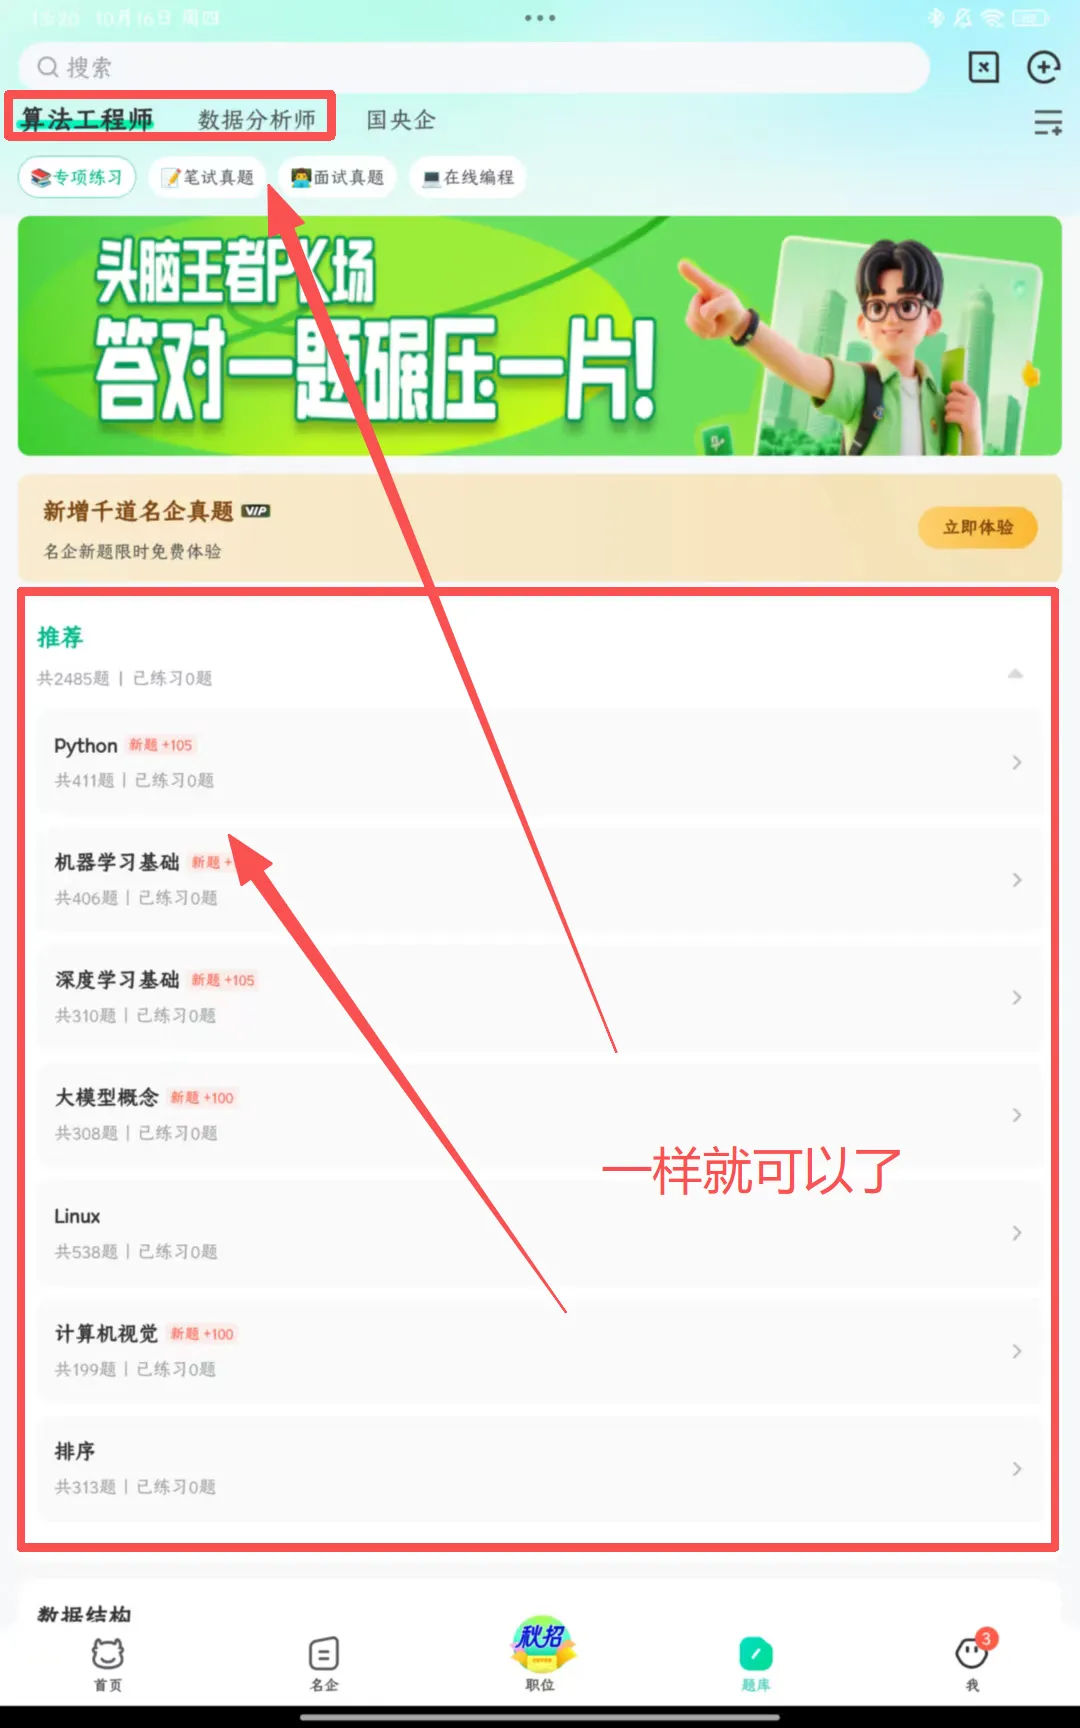 15:20 10月16日 周四
搜索
算法工程师 数据分析师 国央企
专项练习 笔试真题 面试真题 在线编程
头脑王者PK场
答对一题碾压一片!
新增千道名企真题 VIP
名企新题限时免费体验
立即体验
推荐
共2485题 | 已练习0题
Python 新题 +105
共411题 | 已练习0题
机器学习基础 新题 +
共406题 | 已练习0题
深度学习基础 新题 +105
共310题 | 已练习0题
大模型概念 新题 +100
共308题 | 已练习0题
一样就可以了
Linux
共538题 | 已练习0题
计算机视觉 新题 +100
共199题 | 已练习0题
排序
共313题 | 已练习0题
数据结构
秋招
3
首页 名企 职位 题库 我